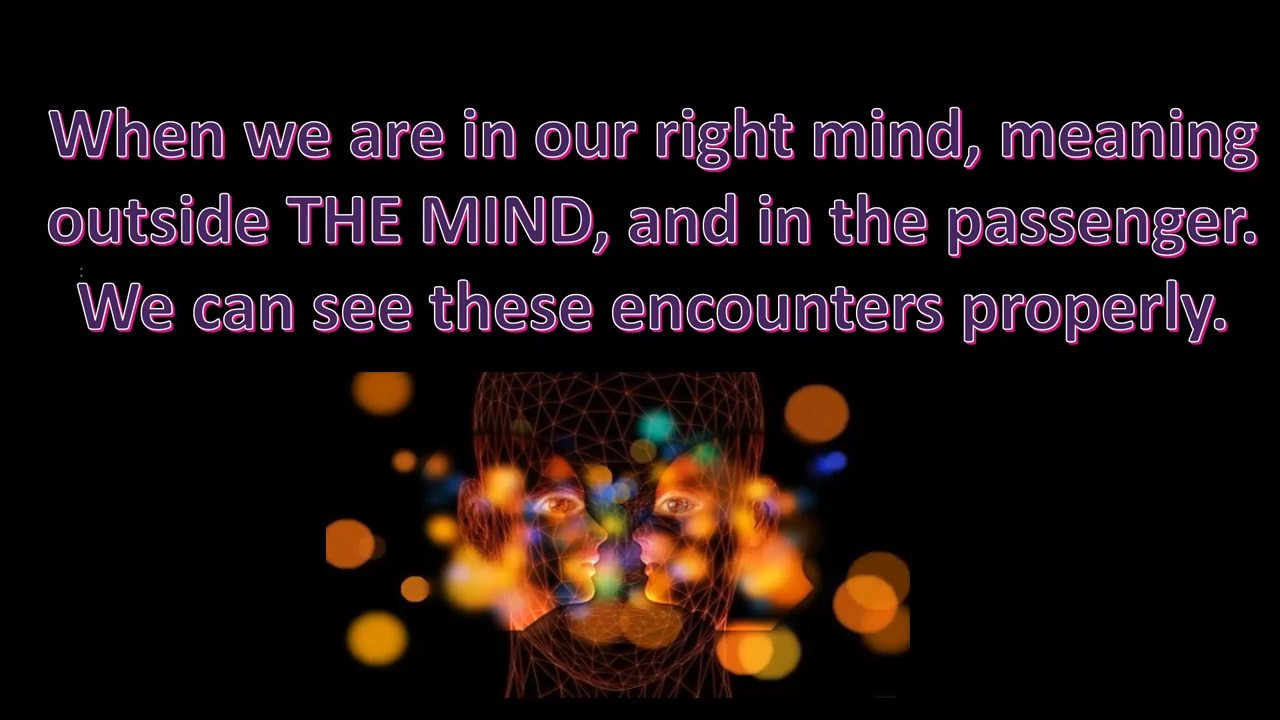 When we are in our right mind, meaning
outside THE MIND, and in the passenger.
We can see these encounters properly.